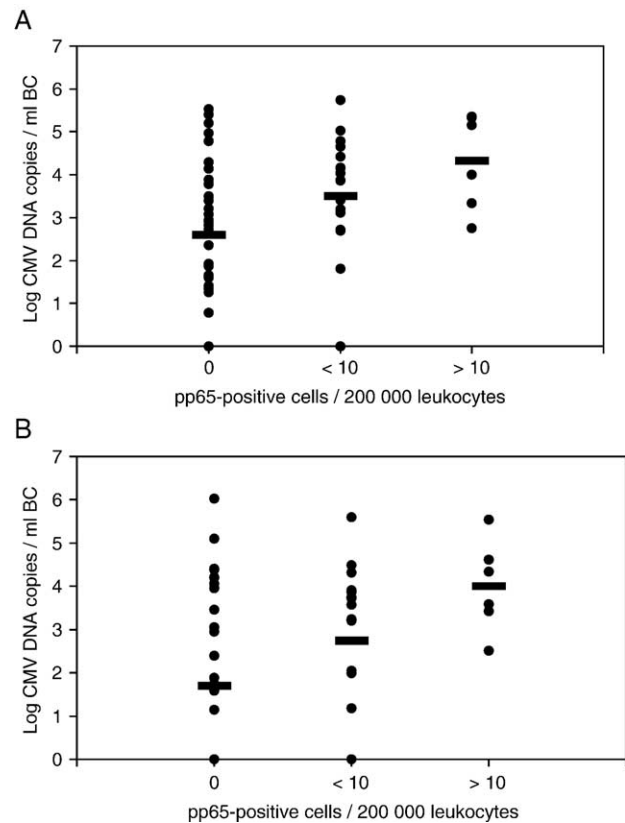 A
Log CMV DNA copies / ml BC
7
6
5
4
3
2
1
0
0 < 10 > 10
pp65-positive cells / 200 000 leukocytes
B
Log CMV DNA copies / ml BC
7
6
5
4
3
2
1
0
0 < 10 > 10
pp65-positive cells / 200 000 leukocytes